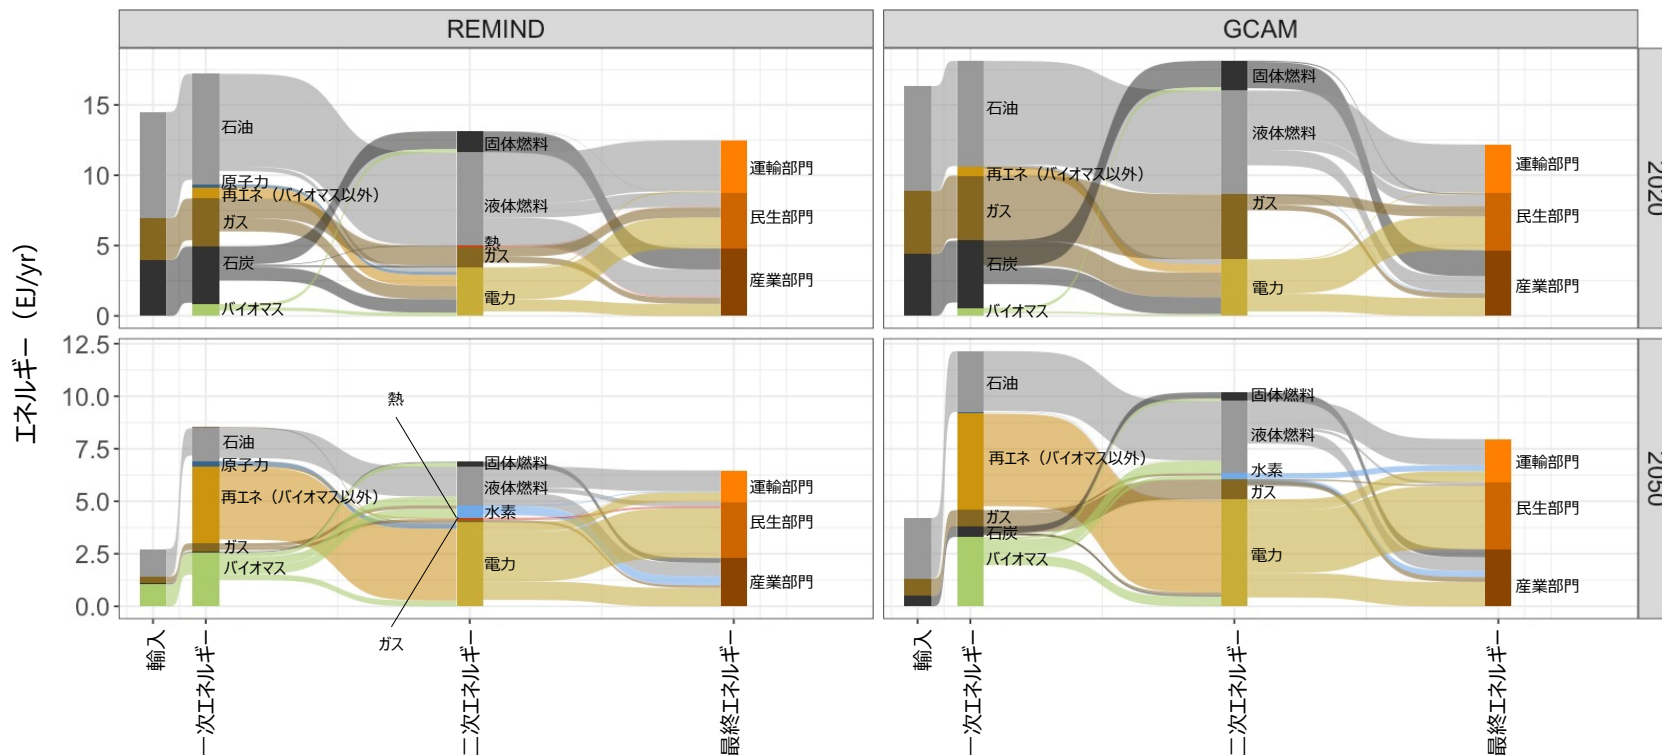 REMIND
GCAM
エネルギー（EJ/yr）
15
10
5
0
石油
原子力
再エネ（バイオマス以外）
ガス
石炭
バイオマス
固体燃料
液体燃料
熱
ガス
電力
運輸部門
民生部門
産業部門
石油
再エネ（バイオマス以外）
ガス
石炭
バイオマス
固体燃料
液体燃料
ガス
電力
運輸部門
民生部門
産業部門
2020
12.5
10.0
7.5
5.0
2.5
0.0
熱
石油
原子力
再エネ（バイオマス以外）
ガス
バイオマス
固体燃料
液体燃料
水素
電力
ガス
運輸部門
民生部門
産業部門
石油
再エネ（バイオマス以外）
ガス
石炭
バイオマス
固体燃料
液体燃料
水素
ガス
電力
運輸部門
民生部門
産業部門
2050
輸入
一次エネルギー
二次エネルギー
最終エネルギー
輸入
一次エネルギー
二次エネルギー
最終エネルギー